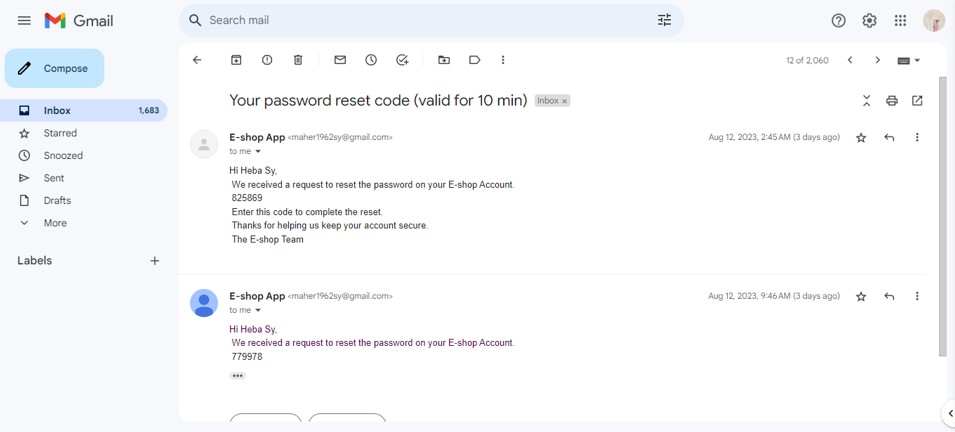 Gmail
Search mail
Compose
Inbox 1,683
Starred
Snoozed
Sent
Drafts
More
Labels
12 of 2,060
Your password reset code (valid for 10 min) Inbox x
E-shop App <maher1962sy@gmail.com> Aug 12, 2023, 2:45 AM (3 days ago)
to me
Hi Heba Sy,
We received a request to reset the password on your E-shop Account.
825869
Enter this code to complete the reset.
Thanks for helping us keep your account secure.
The E-shop Team
E-shop App <maher1962sy@gmail.com> Aug 12, 2023, 9:46 AM (3 days ago)
to me
Hi Heba Sy,
We received a request to reset the password on your E-shop Account.
779978